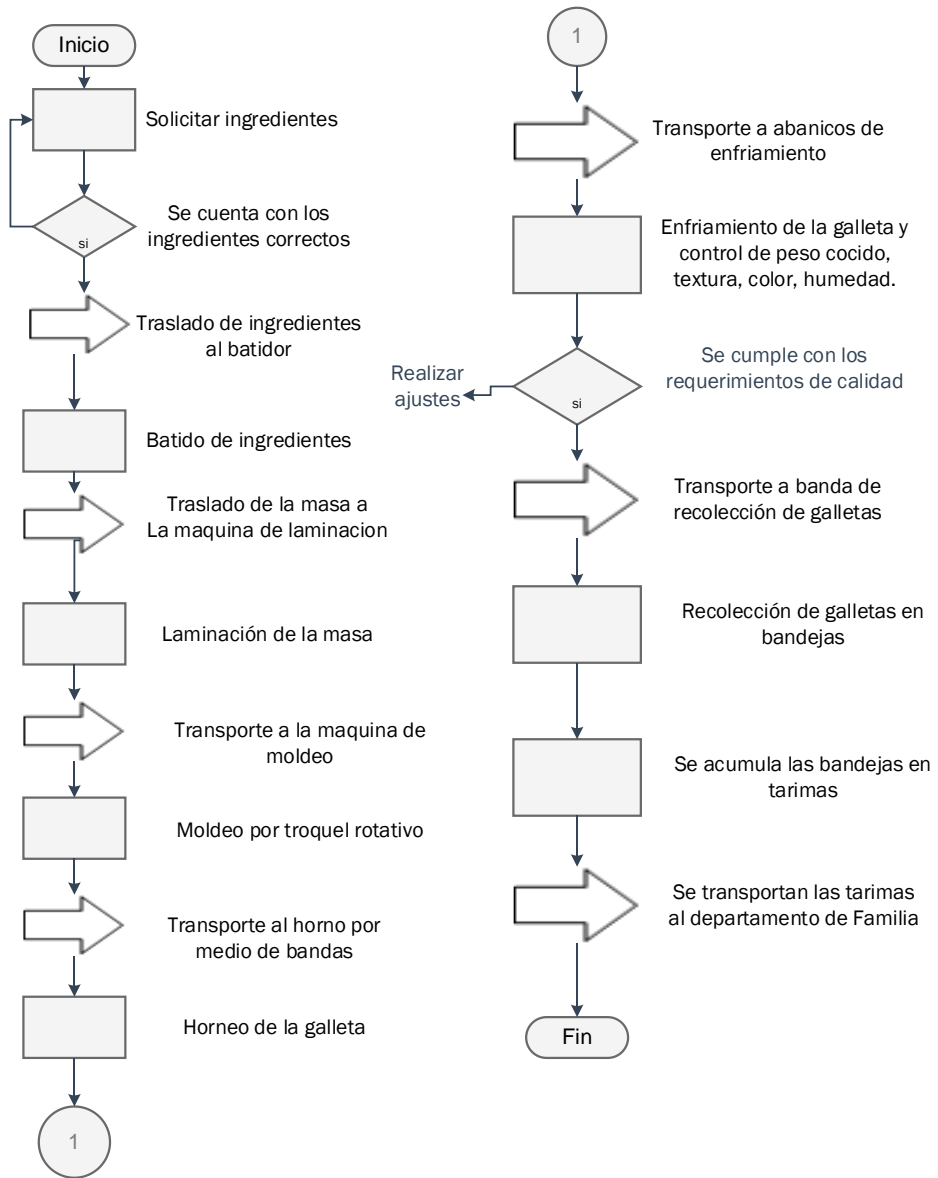 Inicio
Solicitar ingredientes
Se cuenta con los
ingredientes correctos
si
Traslado de ingredientes
al batidor
Batido de ingredientes
Traslado de la masa a
La maquina de laminacion
Laminación de la masa
Transporte a la maquina de
moldeo
Moldeo por troquel rotativo
Transporte al horno por
medio de bandas
Horneo de la galleta
1
1
Transporte a abanicos de
enfriamiento
Enfriamiento de la galleta y
control de peso cocido,
textura, color, humedad.
Se cumple con los
requerimientos de calidad
Realizar
ajustes
si
Transporte a banda de
recolección de galletas
Recolección de galletas en
bandejas
Se acumula las bandejas en
tarimas
Se transportan las tarimas
al departamento de Familia
Fin